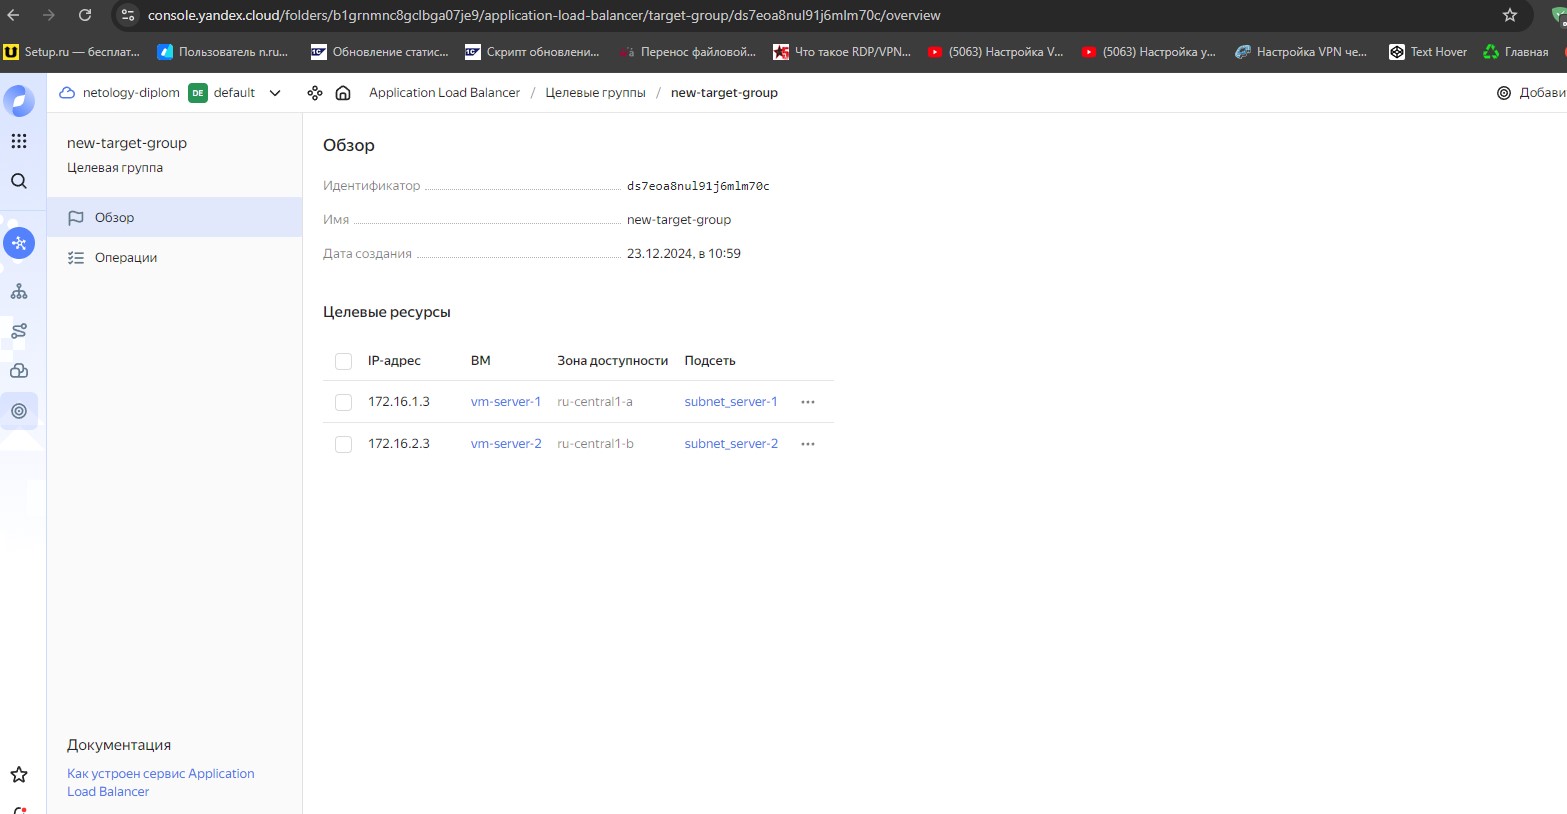 console.yandex.cloud/folders/b1grnmnc8gclbga07je9/application-load-balancer/target-group/ds7eoa8nul91j6mlm70c/overview
Setup.ru — бесплат... Пользователь n.ru... Обновление статис... Скрипт обновлени... Перенос файловой... Что такое RDP/VPN... (5063) Настройка V... (5063) Настройка у... Настройка VPN че... Text Hover Главная
netology-diplom DE default Application Load Balancer / Целевые группы / new-target-group Добави
new-target-group
Целевая группа
Обзор
Операции
Обзор
Идентификатор ds7eoa8nul91j6mlm70c
Имя new-target-group
Дата создания 23.12.2024, в 10:59
Целевые ресурсы
IP-адрес ВМ Зона доступности Подсеть
172.16.1.3 vm-server-1 ru-central1-a subnet_server-1
172.16.2.3 vm-server-2 ru-central1-b subnet_server-2
Документация
Как устроен сервис Application
Load Balancer